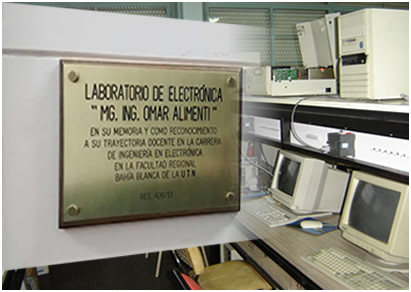 LABORATORIO DE ELECTRÓNICA
"MG. ING. OMAR ALIMENTI"
EN SU MEMORIA Y COMO RECONOCIMIENTO
A SU TRAYECTORIA DOCENTE EN LA CARRERA
DE INGENIERÍA EN ELECTRÓNICA
EN LA FACULTAD REGIONAL
BAHÍA BLANCA DE LA U.T.N.